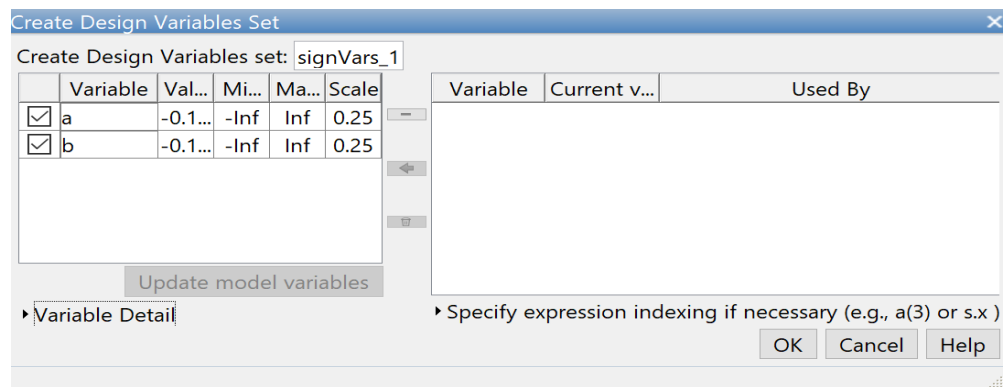 Create Design Variables Set
Create Design Variables set: signVars_1
Variable Val... Mi... Ma... Scale
a -0.1... -Inf Inf 0.25
b -0.1... -Inf Inf 0.25
Update model variables
Variable Detail
Variable Current v... Used By
Specify expression indexing if necessary (e.g., a(3) or s.x )
OK Cancel Help